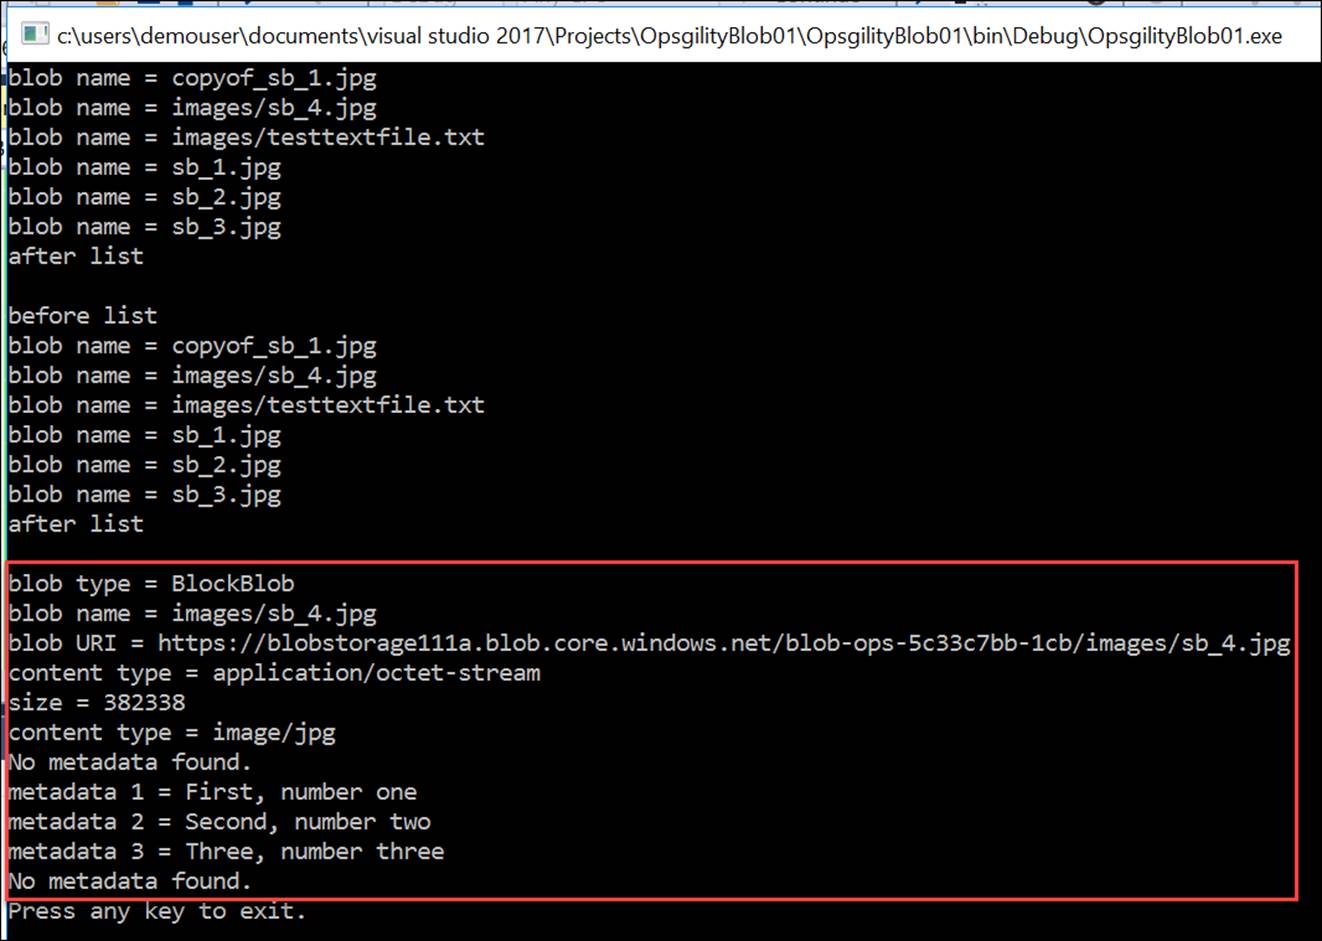 c:\users\demouser\documents\visual studio 2017\Projects\OpsgilityBlob01\OpsgilityBlob01\bin\Debug\OpsgilityBlob01.exe
blob name = copyof_sb_1.jpg
blob name = images/sb_4.jpg
blob name = images/testtextfile.txt
blob name = sb_1.jpg
blob name = sb_2.jpg
blob name = sb_3.jpg
after list
before list
blob name = copyof_sb_1.jpg
blob name = images/sb_4.jpg
blob name = images/testtextfile.txt
blob name = sb_1.jpg
blob name = sb_2.jpg
blob name = sb_3.jpg
after list
blob type = BlockBlob
blob name = images/sb_4.jpg
blob URI = https://blobstorage111a.blob.core.windows.net/blob-ops-5c33c7bb-1cb/images/sb_4.jpg
content type = application/octet-stream
size = 382338
content type = image/jpg
No metadata found.
metadata 1 = First, number one
metadata 2 = Second, number two
metadata 3 = Three, number three
No metadata found.
Press any key to exit.